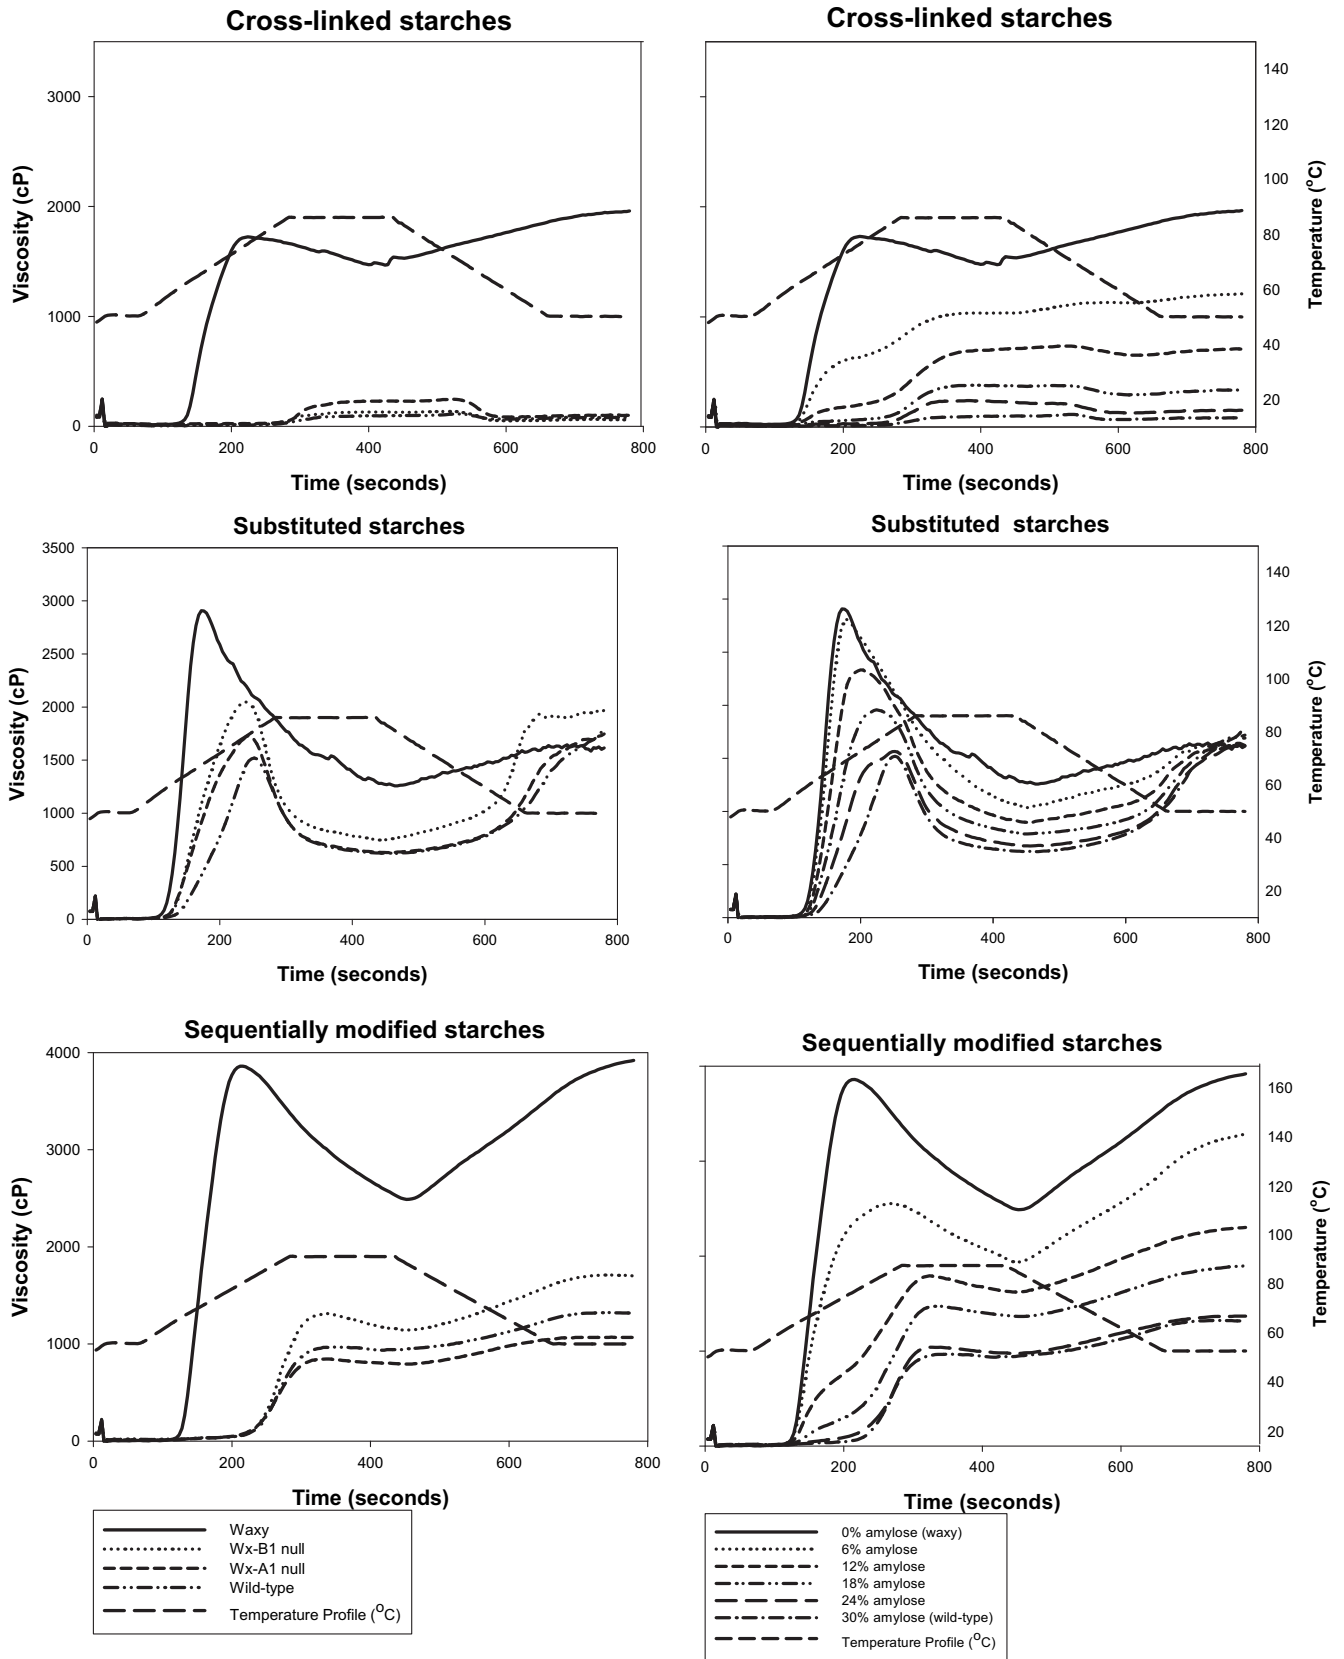 Cross-linked starches
3000
2000
1000
0
Viscosity (cP)
0 200 400 600 800
Time (seconds)
Cross-linked starches
140
120
100
80
60
40
20
Temperature (°C)
0 200 400 600 800
Time (seconds)
Substituted starches
3500
3000
2500
2000
1500
1000
500
0
Viscosity (cP)
0 200 400 600 800
Time (seconds)
Substituted starches
140
120
100
80
60
40
20
Temperature (°C)
0 200 400 600 800
Time (seconds)
Sequentially modified starches
4000
3000
2000
1000
0
Viscosity (cP)
0 200 400 600 800
Time (seconds)
Sequentially modified starches
160
140
120
100
80
60
40
20
Temperature (°C)
0 200 400 600 800
Time (seconds)
Waxy
Wx-B1 null
Wx-A1 null
Wild-type
Temperature Profile (°C)
0% amylose (waxy)
6% amylose
12% amylose
18% amylose
24% amylose
30% amylose (wild-type)
Temperature Profile (°C)